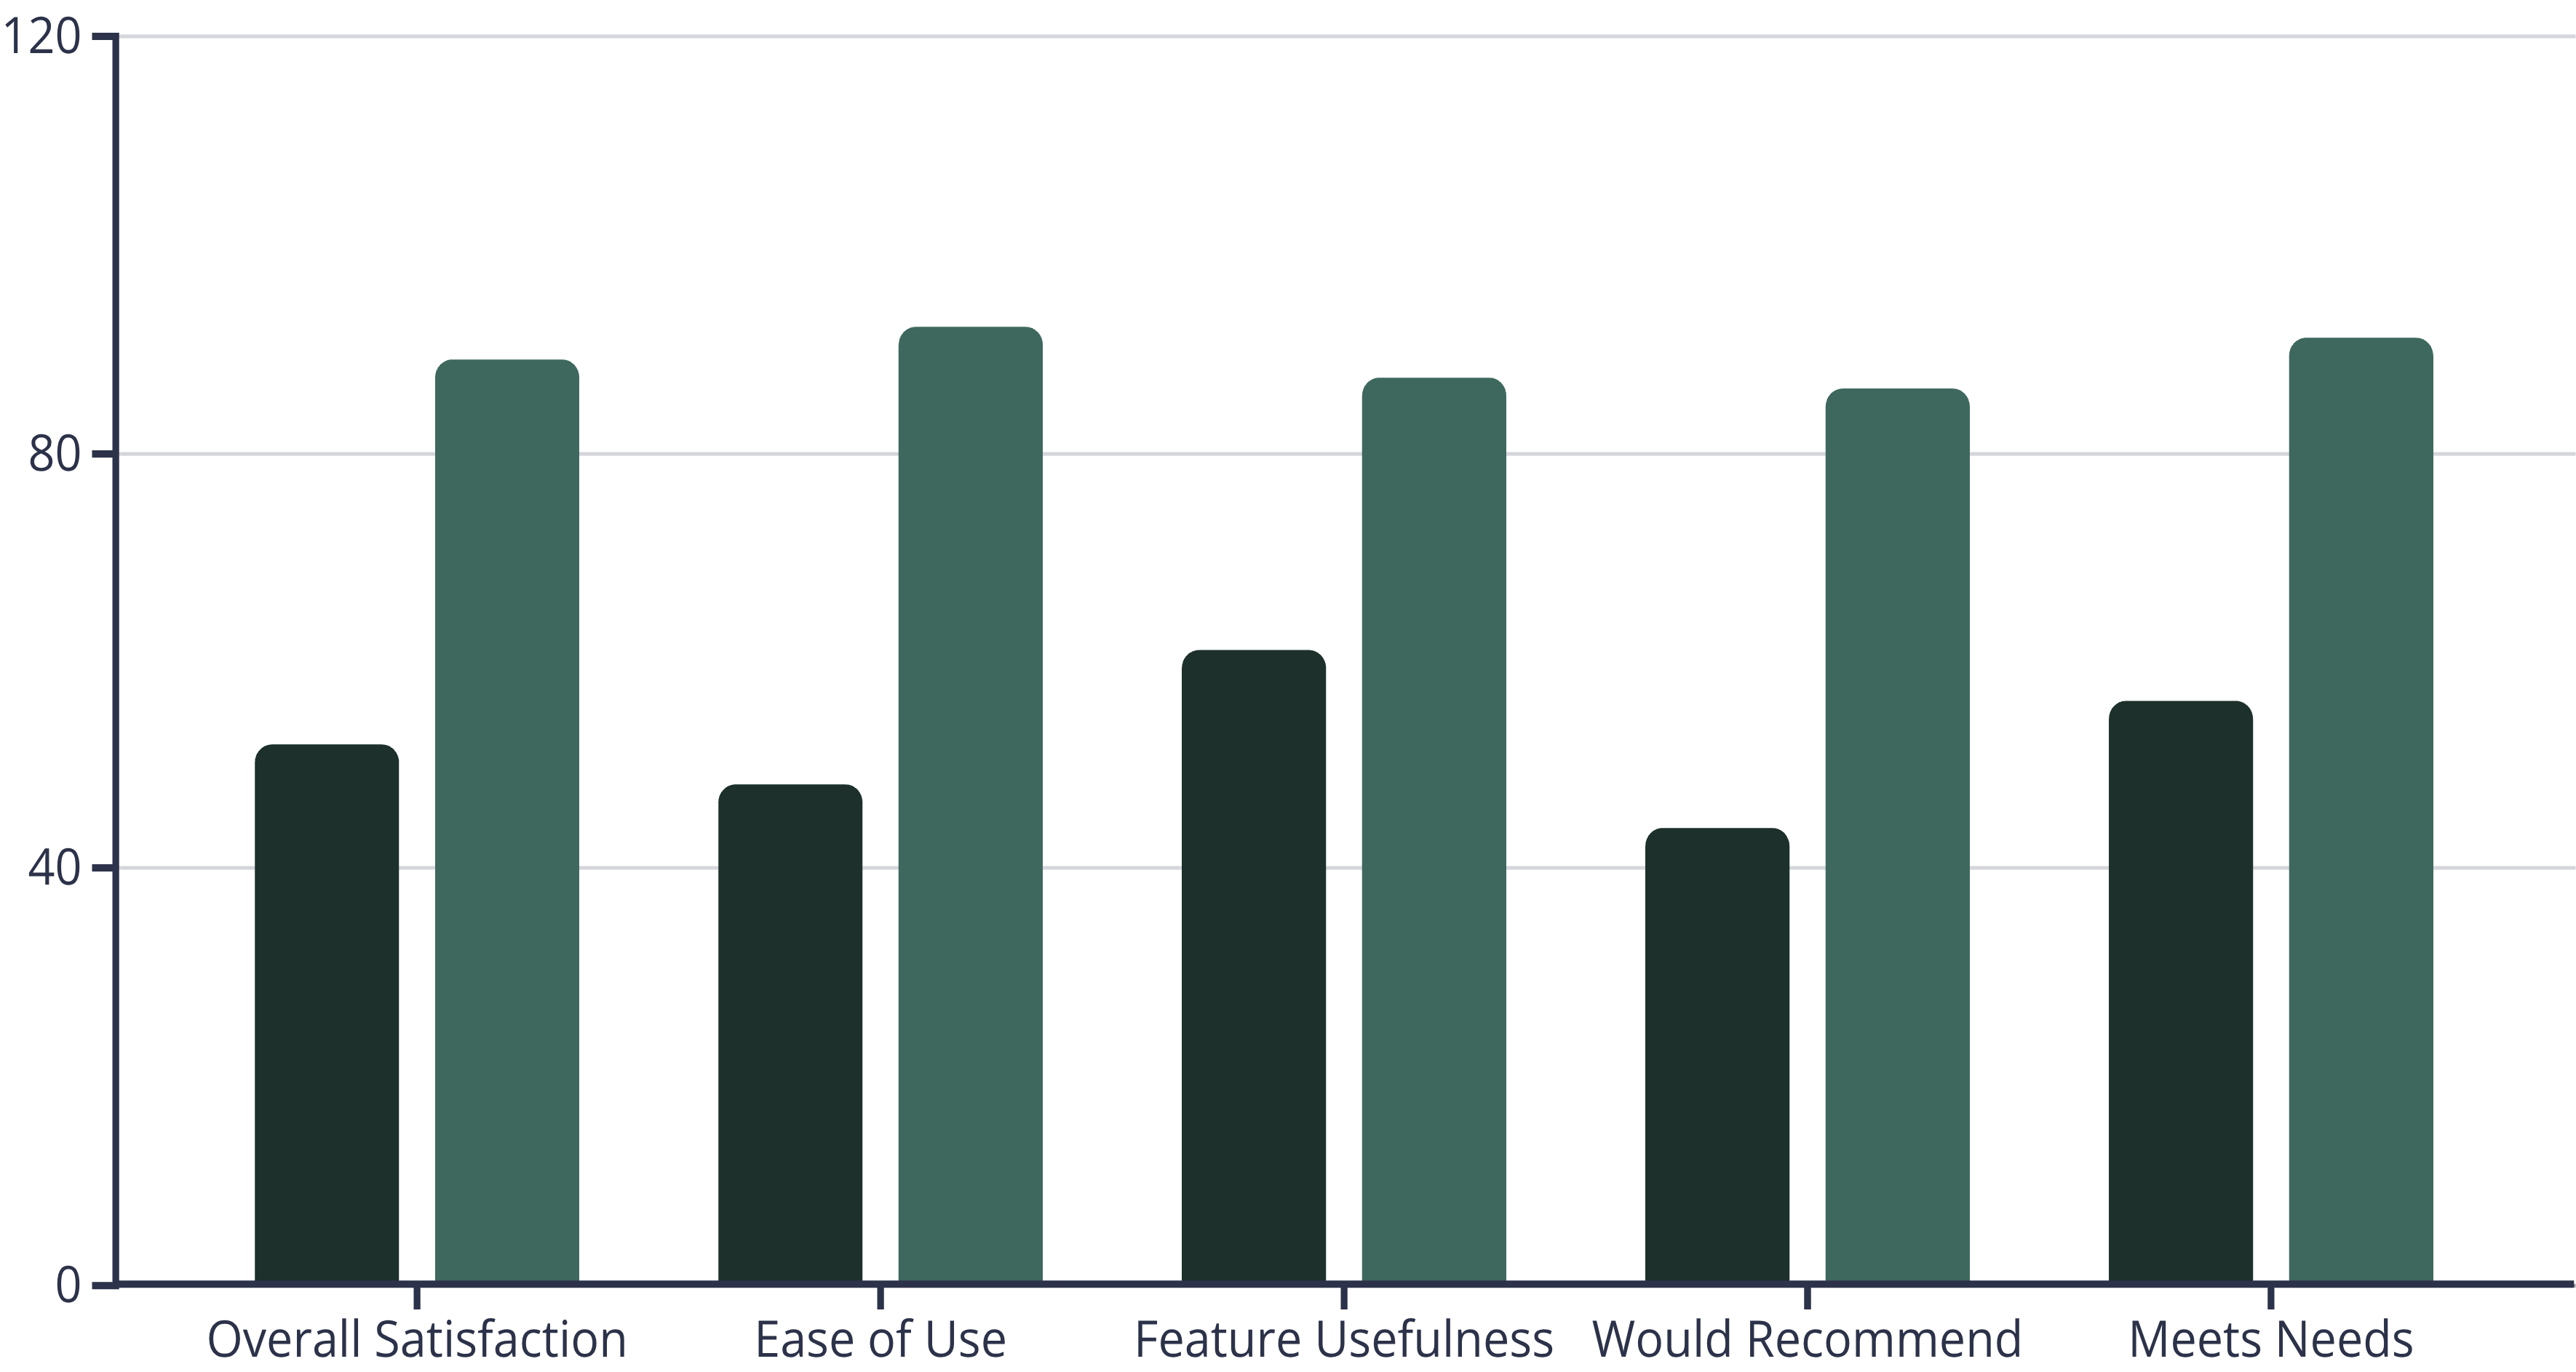 120
80
40
0
Overall Satisfaction
Ease of Use
Feature Usefulness
Would Recommend
Meets Needs